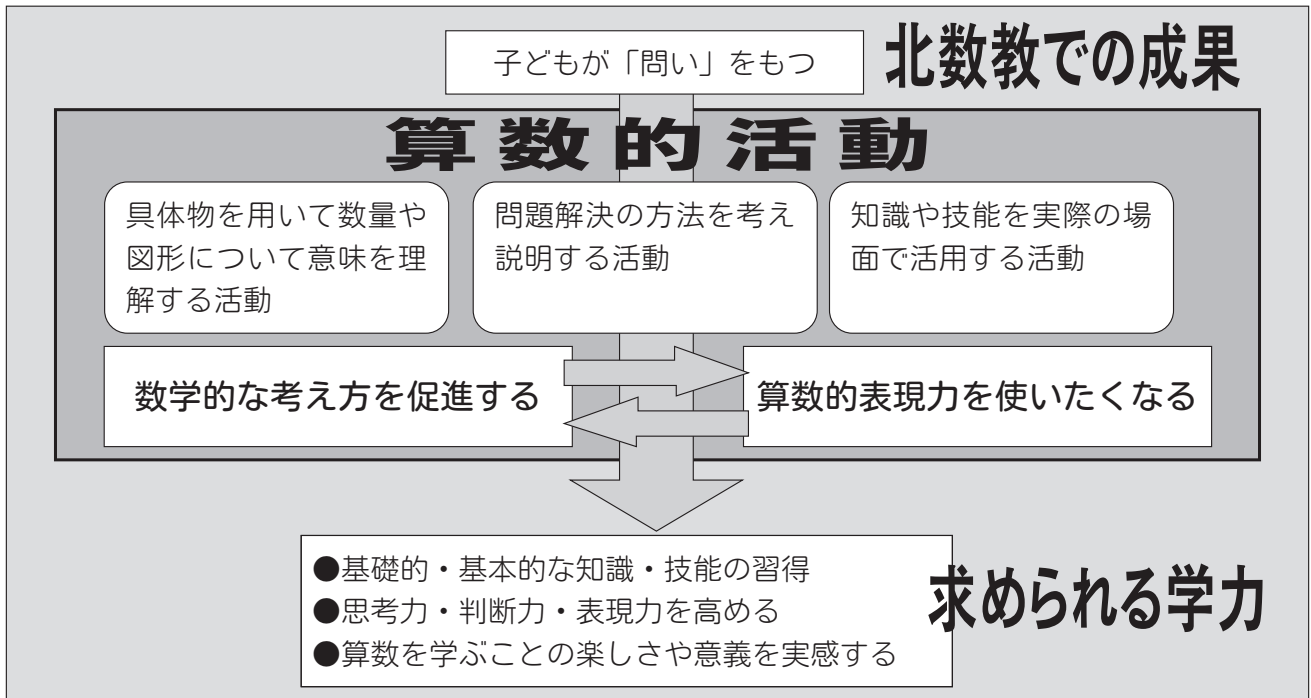 子どもが「問い」をもつ
北数教での成果
算数的活動
具体物を用いて数量や
図形について意味を理
解する活動
問題解決の方法を考え
説明する活動
知識や技能を実際の場
面で活用する活動
数学的な考え方を促進する
算数的表現力を使いたくなる
●基礎的・基本的な知識・技能の習得
●思考力・判断力・表現力を高める
●算数を学ぶことの楽しさや意義を実感する
求められる学力